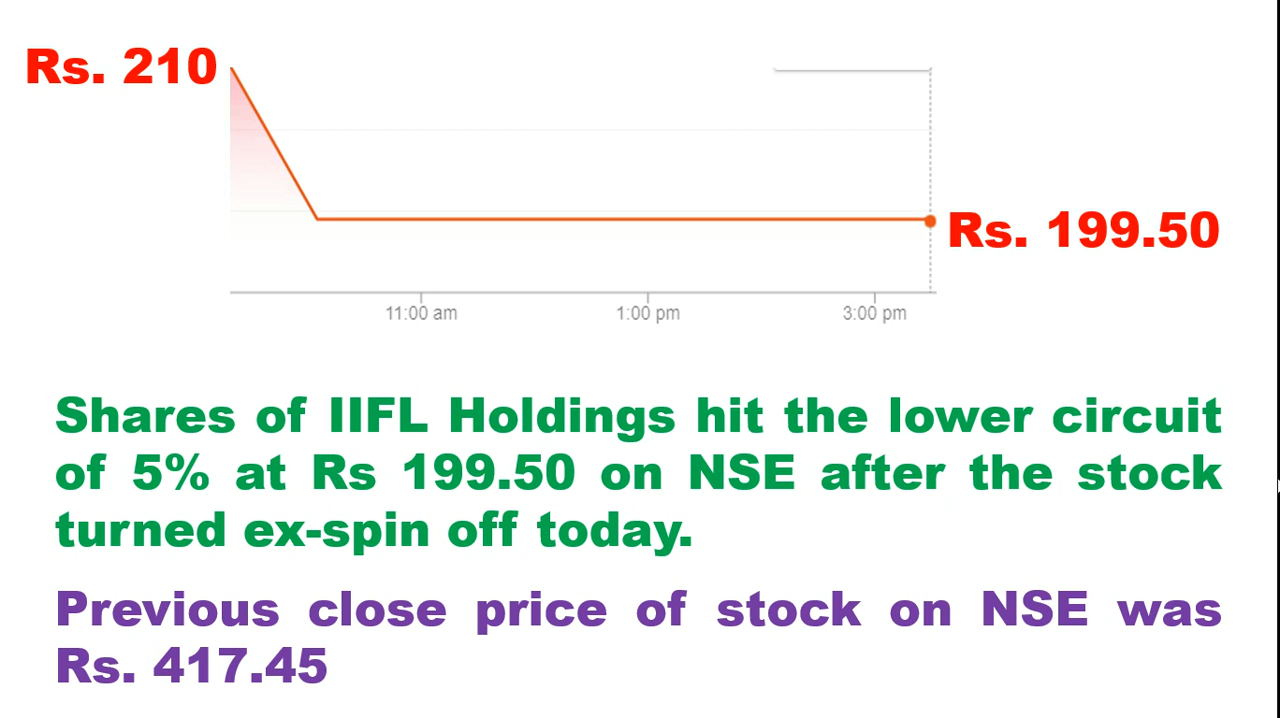 Rs. 210
Rs. 199.50
11:00 am
1:00 pm
3:00 pm
Shares of IIFL Holdings hit the lower circuit
of 5% at Rs 199.50 on NSE after the stock
turned ex-spin off today.
Previous close price of stock on NSE was
Rs. 417.45